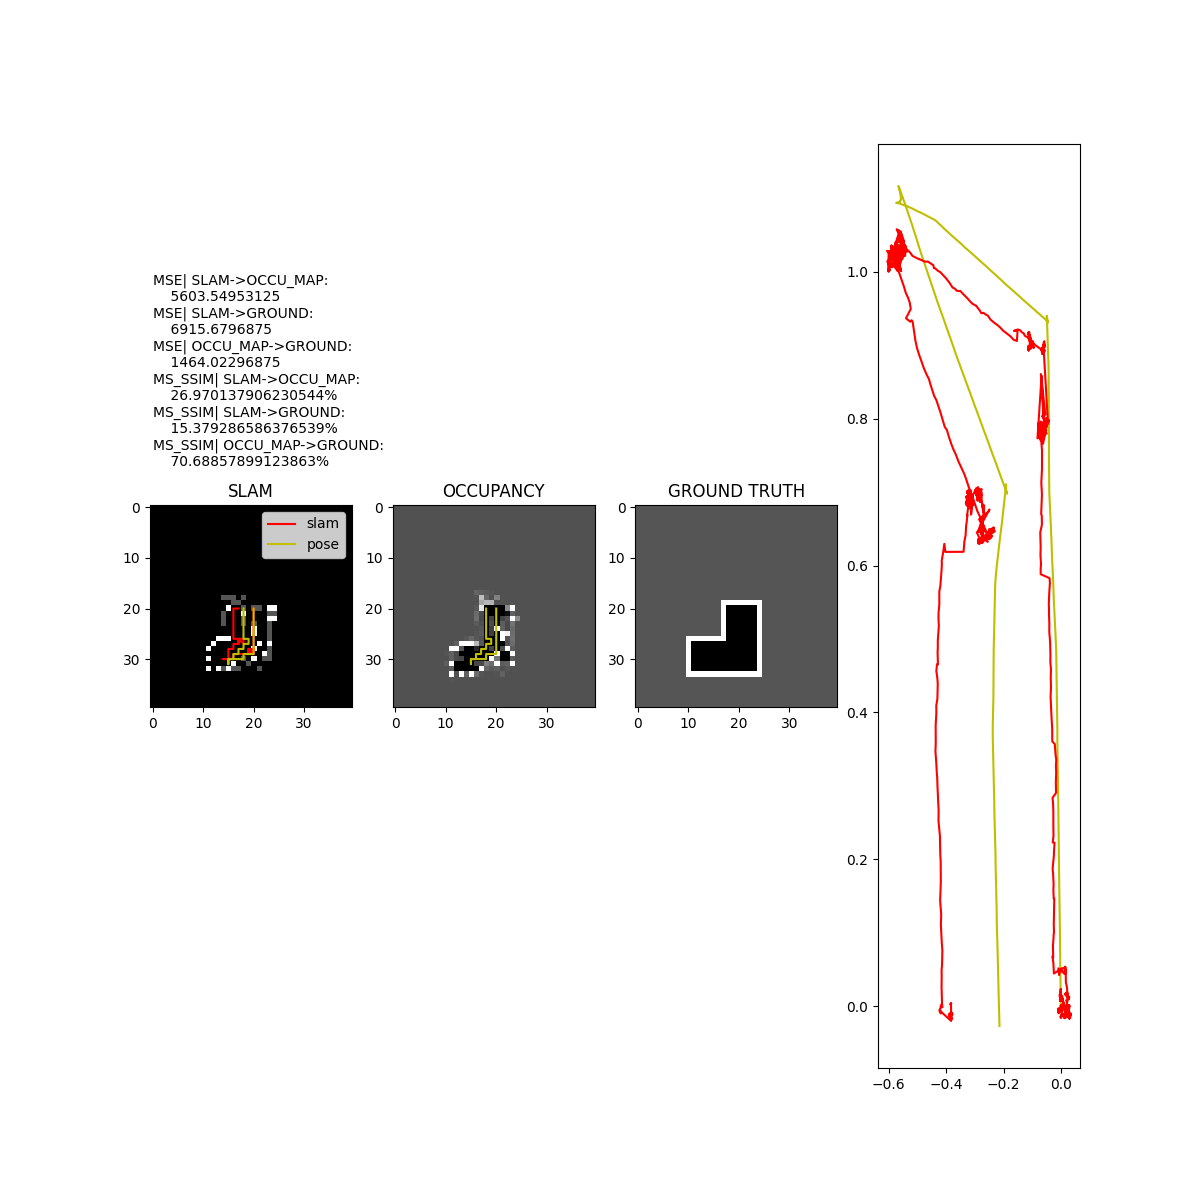 MSE| SLAM->OCCU_MAP:
5603.54953125
MSE| SLAM->GROUND:
6915.6796875
MSE| OCCU_MAP->GROUND:
1464.02296875
MS_SSIM| SLAM->OCCU_MAP:
26.970137906230544%
MS_SSIM| SLAM->GROUND:
15.379286586376539%
MS_SSIM| OCCU_MAP->GROUND:
70.68857899123863%
SLAM
slam
pose
0
10
20
30
0 10 20 30
OCCUPANCY
0
10
20
30
0 10 20 30
GROUND TRUTH
0
10
20
30
0 10 20 30
1.0
0.8
0.6
0.4
0.2
0.0
−0.6 −0.4 −0.2 0.0